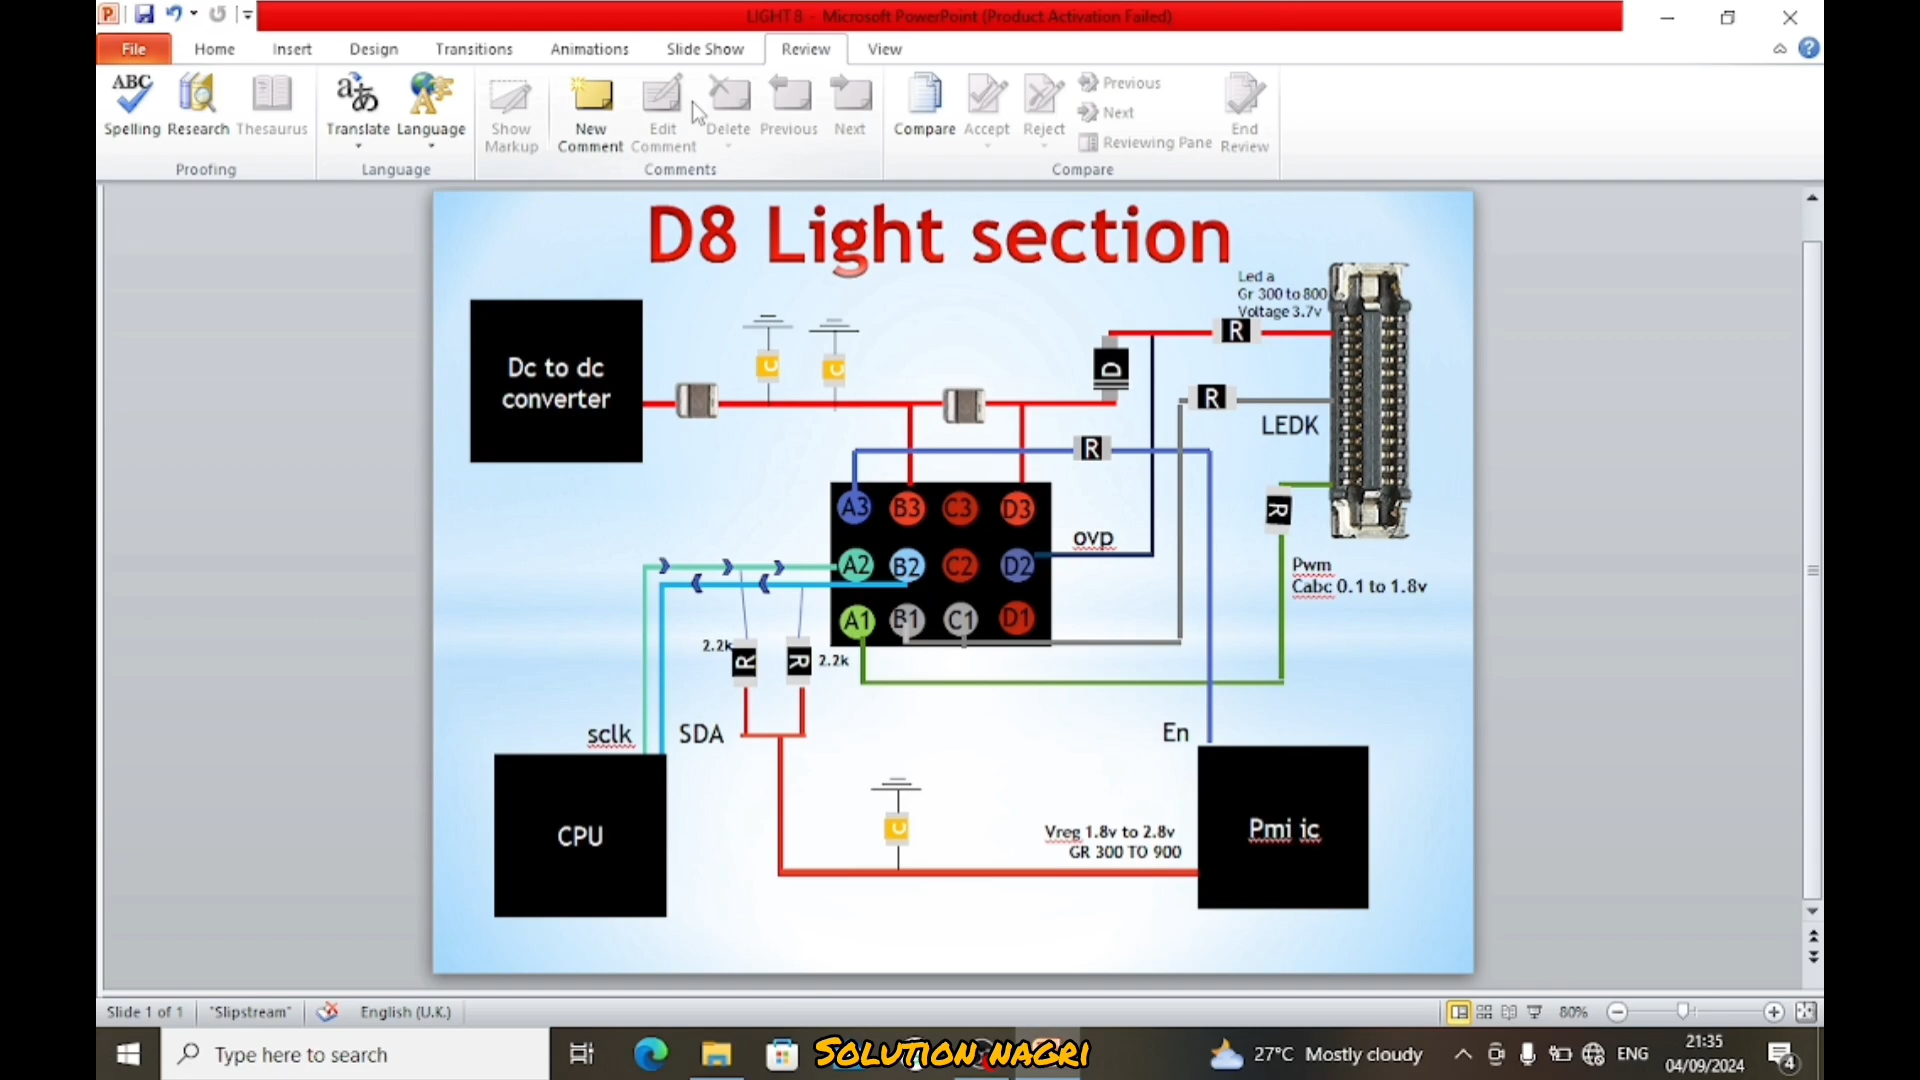 LIGHT 8 - Microsoft PowerPoint (Product Activation Failed)
File Home Insert Design Transitions Animations Slide Show Review View
ABC
Spelling Research Thesaurus Translate Language Show Markup New Comment Edit Comment Delete Previous Next Compare Accept Reject Previous
Next
Reviewing Pane
End Review
Proofing Language Comments Compare
D8 Light section
Led a
Gr 300 to 800
Voltage 3.7v
Dc to dc
converter
C C
D
R
R
LEDK
R
A3 B3 C3 D3
R
ovp
A2 B2 C2 D2
Pwm
Cabc 0.1 to 1.8v
A1 B1 C1 D1
2.2k
R R
2.2k
sclk SDA
En
CPU
C
Vreg 1.8v to 2.8v
GR 300 TO 900
Pmi ic
Slide 1 of 1 "Slipstream" English (U.K.) 80%
Type here to search
SOLUTION NAGRI
27°C Mostly cloudy
ENG
21:35
04/09/2024
4